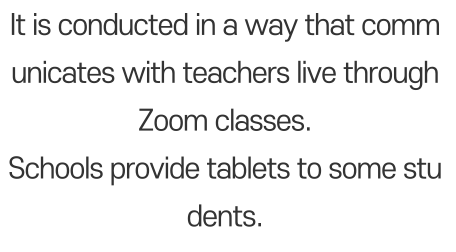 It is conducted in a way that comm
unicates with teachers live through
Zoom classes.
Schools provide tablets to some stu
dents.